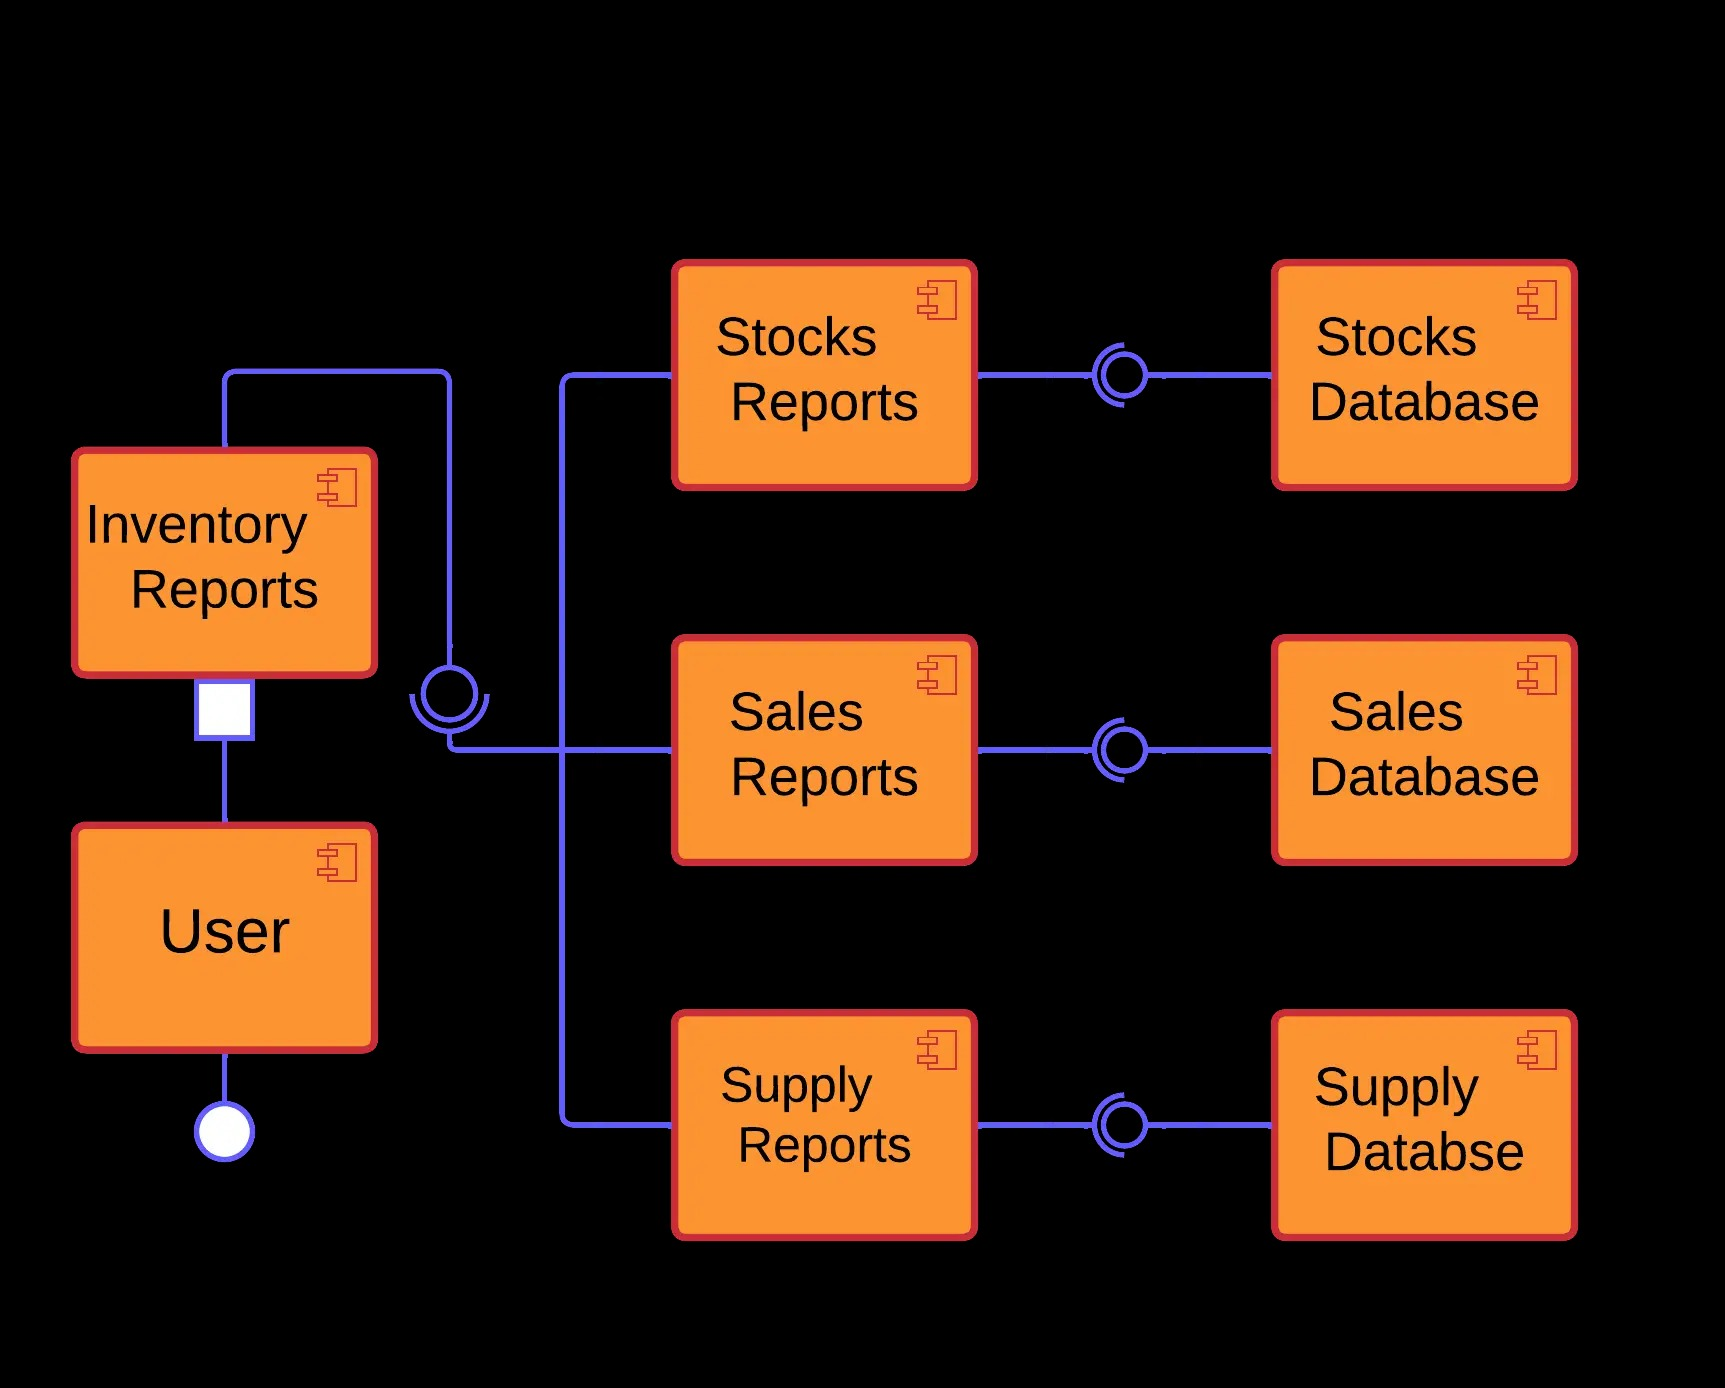 Stocks
Reports
Stocks
Database
Inventory
Reports
Sales
Reports
Sales
Database
User
Supply
Reports
Supply
Databse